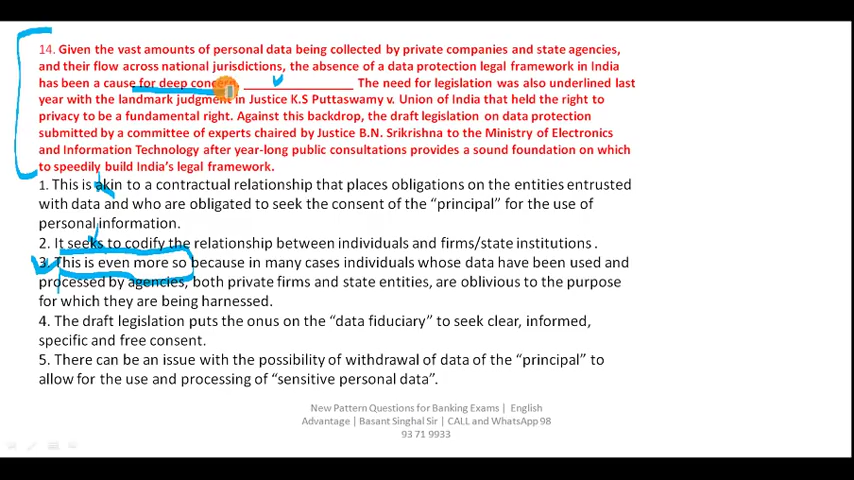 14. Given the vast amounts of personal data being collected by private companies and state agencies,
and their flow across national jurisdictions, the absence of a data protection legal framework in India
has been a cause for deep concern. ________________ The need for legislation was also underlined last
year with the landmark judgment in Justice K.S Puttaswamy v. Union of India that held the right to
privacy to be a fundamental right. Against this backdrop, the draft legislation on data protection
submitted by a committee of experts chaired by Justice B.N. Srikrishna to the Ministry of Electronics
and Information Technology after year-long public consultations provides a sound foundation on which
to speedily build India's legal framework.
1. This is akin to a contractual relationship that places obligations on the entities entrusted
with data and who are obligated to seek the consent of the "principal" for the use of
personal information.
2. It seeks to codify the relationship between individuals and firms/state institutions .
3. This is even more so because in many cases individuals whose data have been used and
processed by agencies, both private firms and state entities, are oblivious to the purpose
for which they are being harnessed.
4. The draft legislation puts the onus on the "data fiduciary" to seek clear, informed,
specific and free consent.
5. There can be an issue with the possibility of withdrawal of data of the "principal" to
allow for the use and processing of "sensitive personal data".
New Pattern Questions for Banking Exams | English
Advantage | Basant Singhal Sir | CALL and WhatsApp 98
93 71 9933